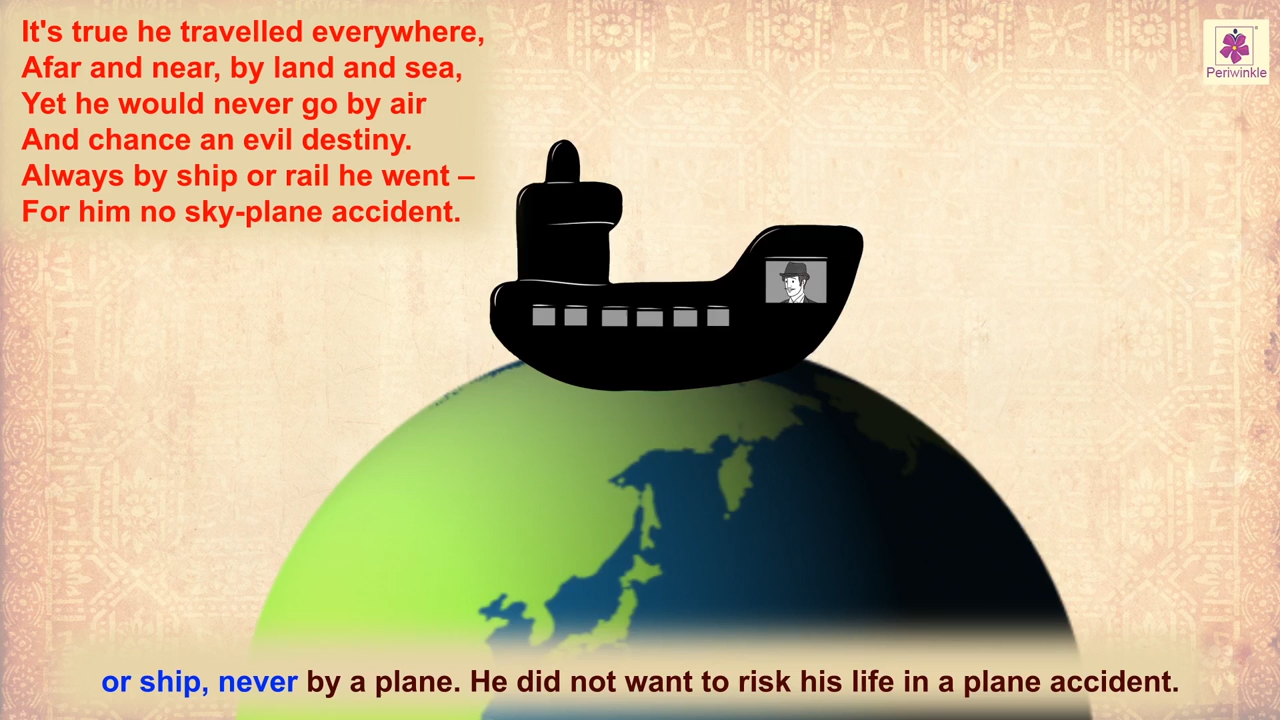 It's true he travelled everywhere,
Afar and near, by land and sea,
Yet he would never go by air
And chance an evil destiny.
Always by ship or rail he went –
For him no sky-plane accident.
Periwinkle
or ship, never by a plane. He did not want to risk his life in a plane accident.